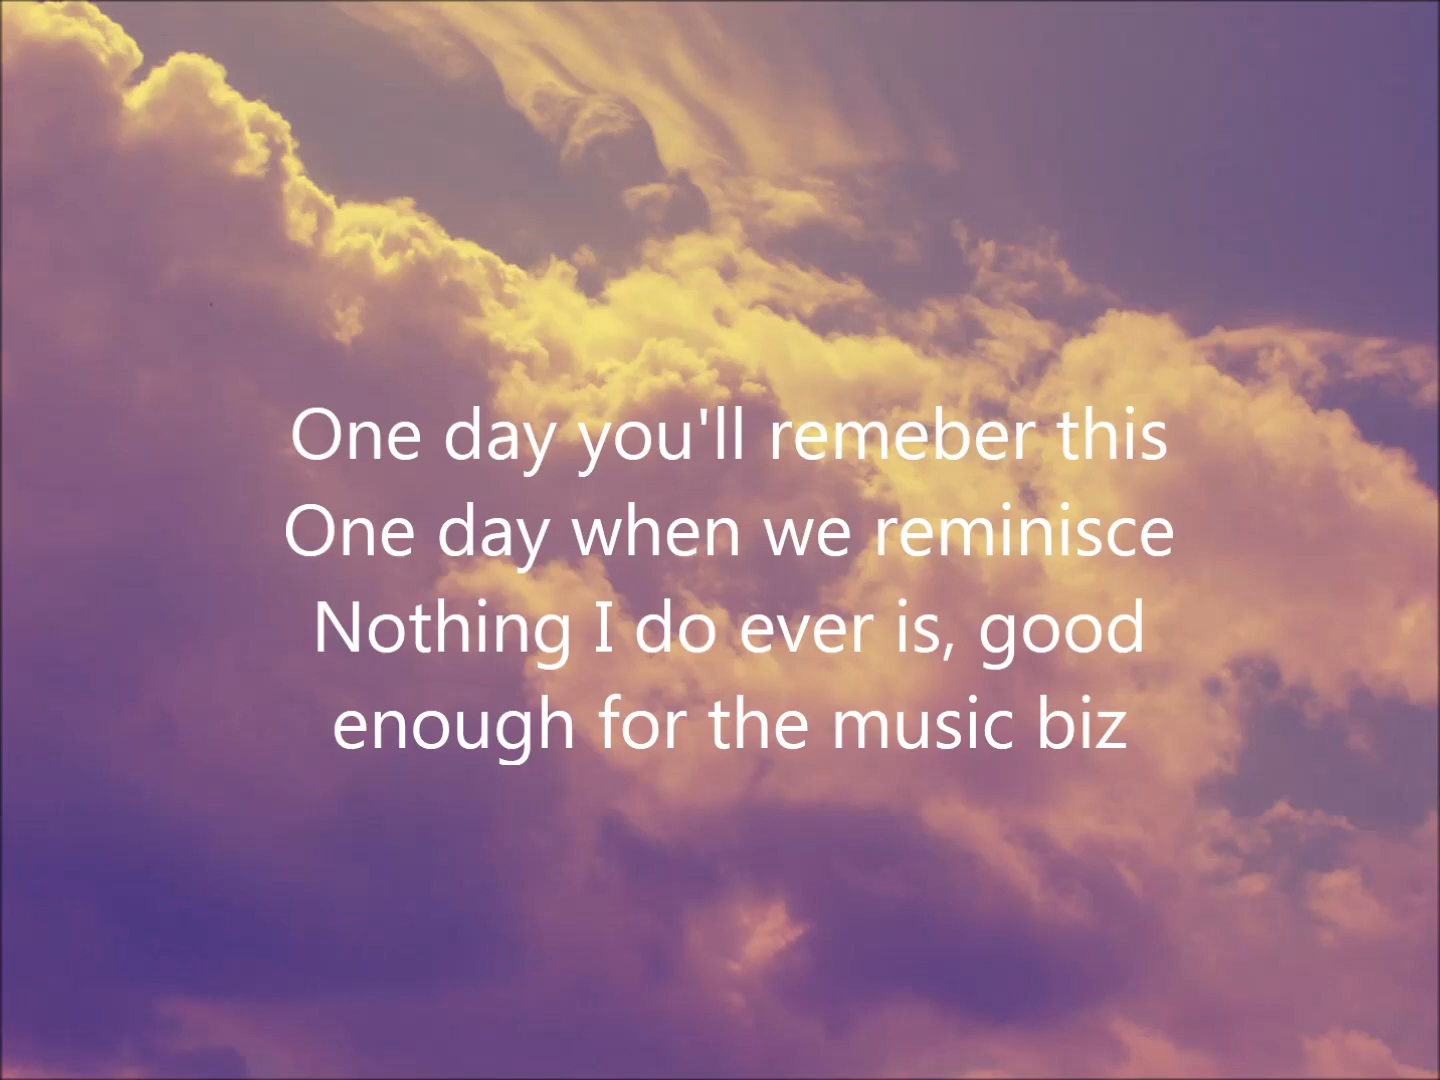 One day you'll remeber this
One day when we reminisce
Nothing I do ever is, good
enough for the music biz